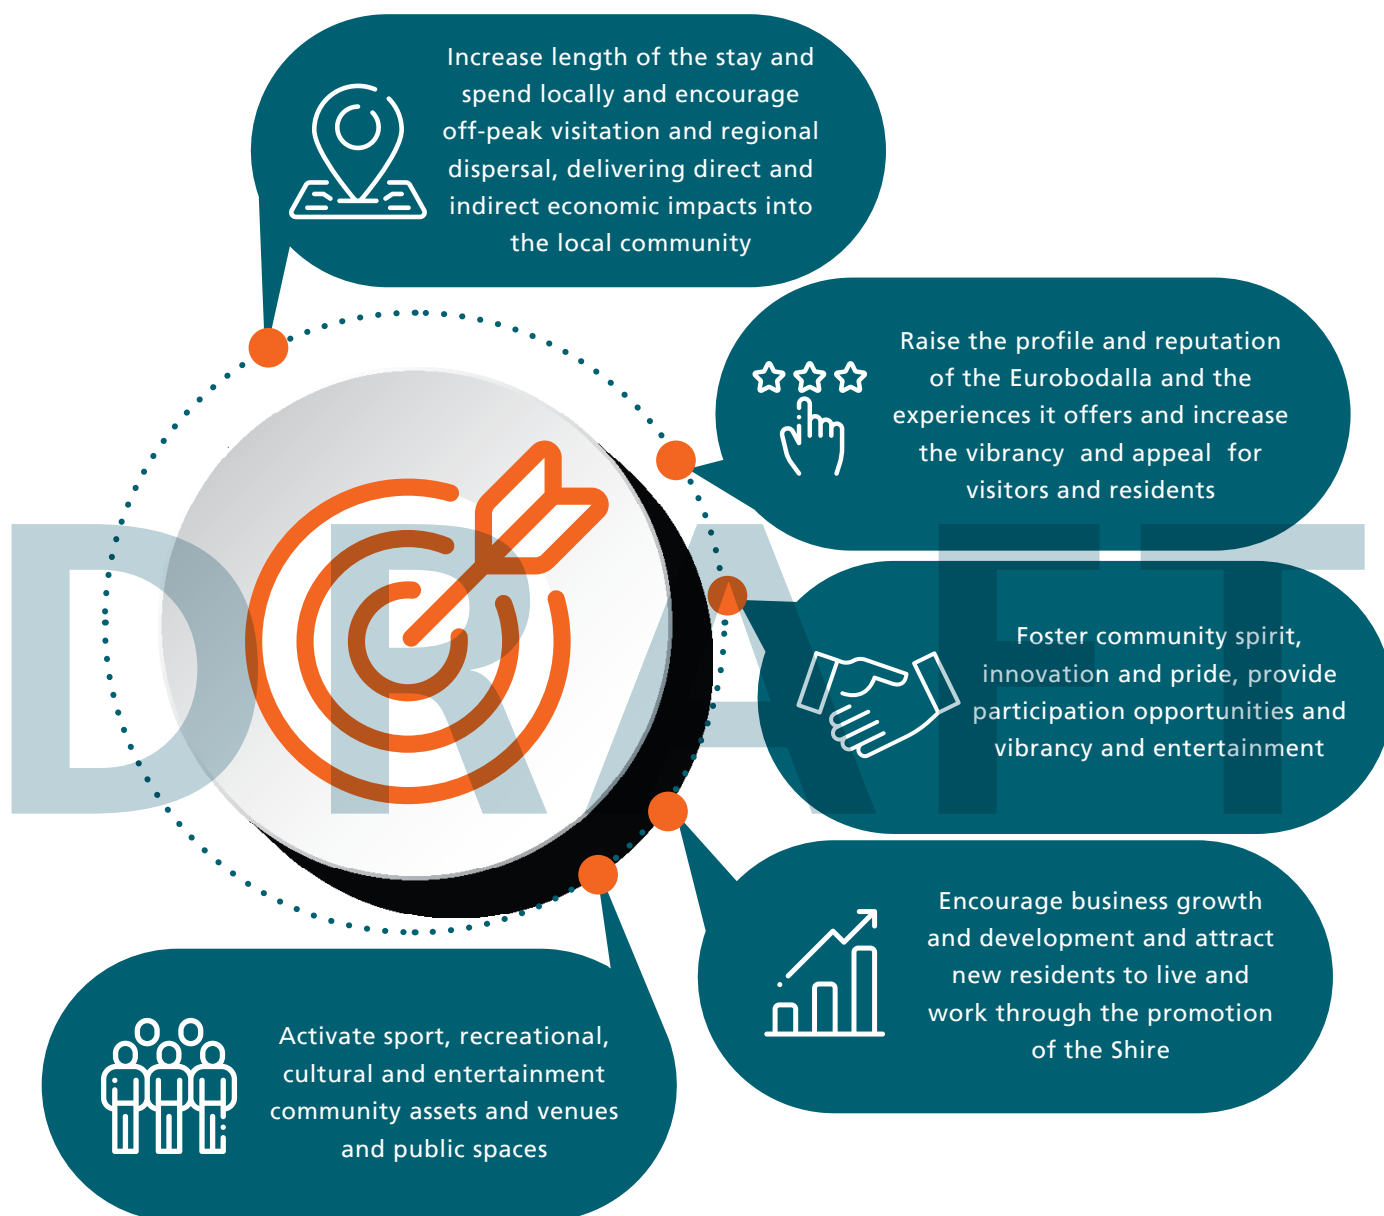 Increase length of the stay and
spend locally and encourage
off-peak visitation and regional
dispersal, delivering direct and
indirect economic impacts into
the local community
Raise the profile and reputation
of the Eurobodalla and the
experiences it offers and increase
the vibrancy and appeal for
visitors and residents
DRAFT
Foster community spirit,
innovation and pride, provide
participation opportunities and
vibrancy and entertainment
Encourage business growth
and development and attract
new residents to live and
work through the promotion
of the Shire
Activate sport, recreational,
cultural and entertainment
community assets and venues
and public spaces